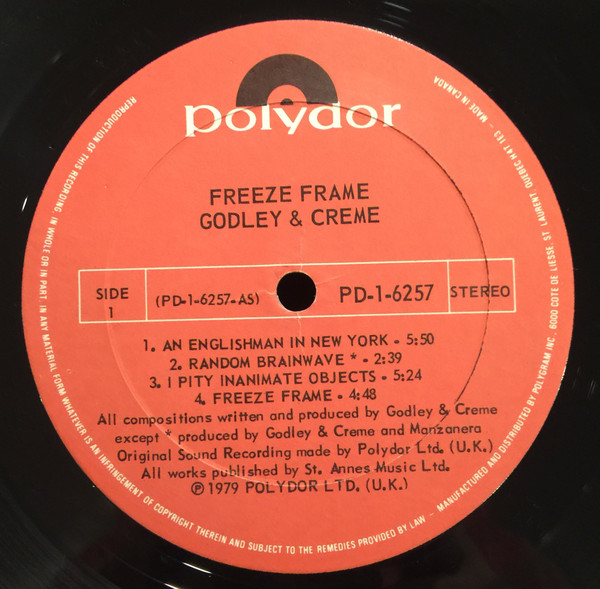 polydor
FREEZE FRAME
GODLEY & CREME
SIDE 1
(PD-1-6257-AS)
PD-1-6257
STEREO
1. AN ENGLISHMAN IN NEW YORK - 5:50
2. RANDOM BRAINWAVE * - 2:39
3. I PITY INANIMATE OBJECTS - 5:24
4. FREEZE FRAME - 4:48
All compositions written and produced by Godley & Creme
except * produced by Godley & Creme and Manzanera
Original Sound Recording made by Polydor Ltd. (U.K.)
All works published by St. Annes Music Ltd.
℗ 1979 POLYDOR LTD. (U.K.)
REPRODUCTION OF THIS RECORDING, IN WHOLE OR IN PART, IN ANY MATERIAL FORM WHATEVER IS AN INFRINGEMENT OF COPYRIGHT THEREIN AND SUBJECT TO THE REMEDIES PROVIDED BY LAW – MANUFACTURED AND DISTRIBUTED BY POLYGRAM INC. 6000 COTE DE LIESSE, ST LAURENT, QUEBEC H4T 1E3 – MADE IN CANADA